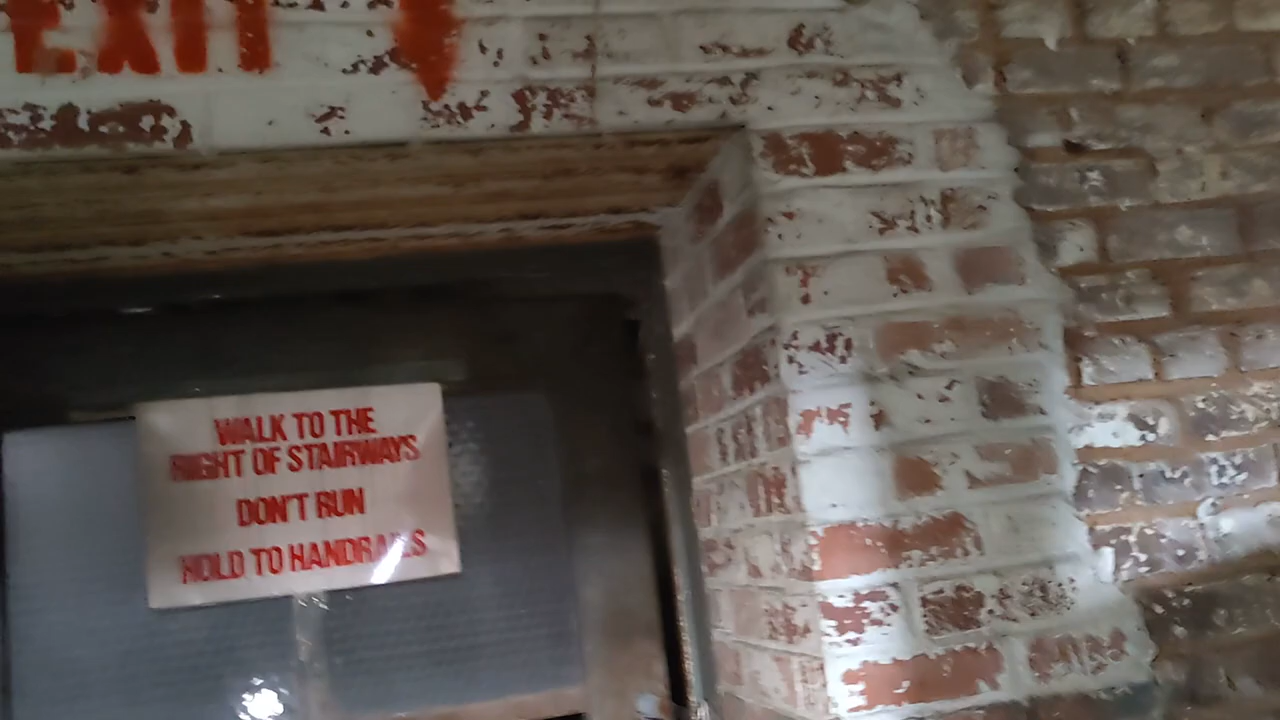 EXIT
WALK TO THE
RIGHT OF STAIRWAYS
DON'T RUN
HOLD TO HANDRAILS